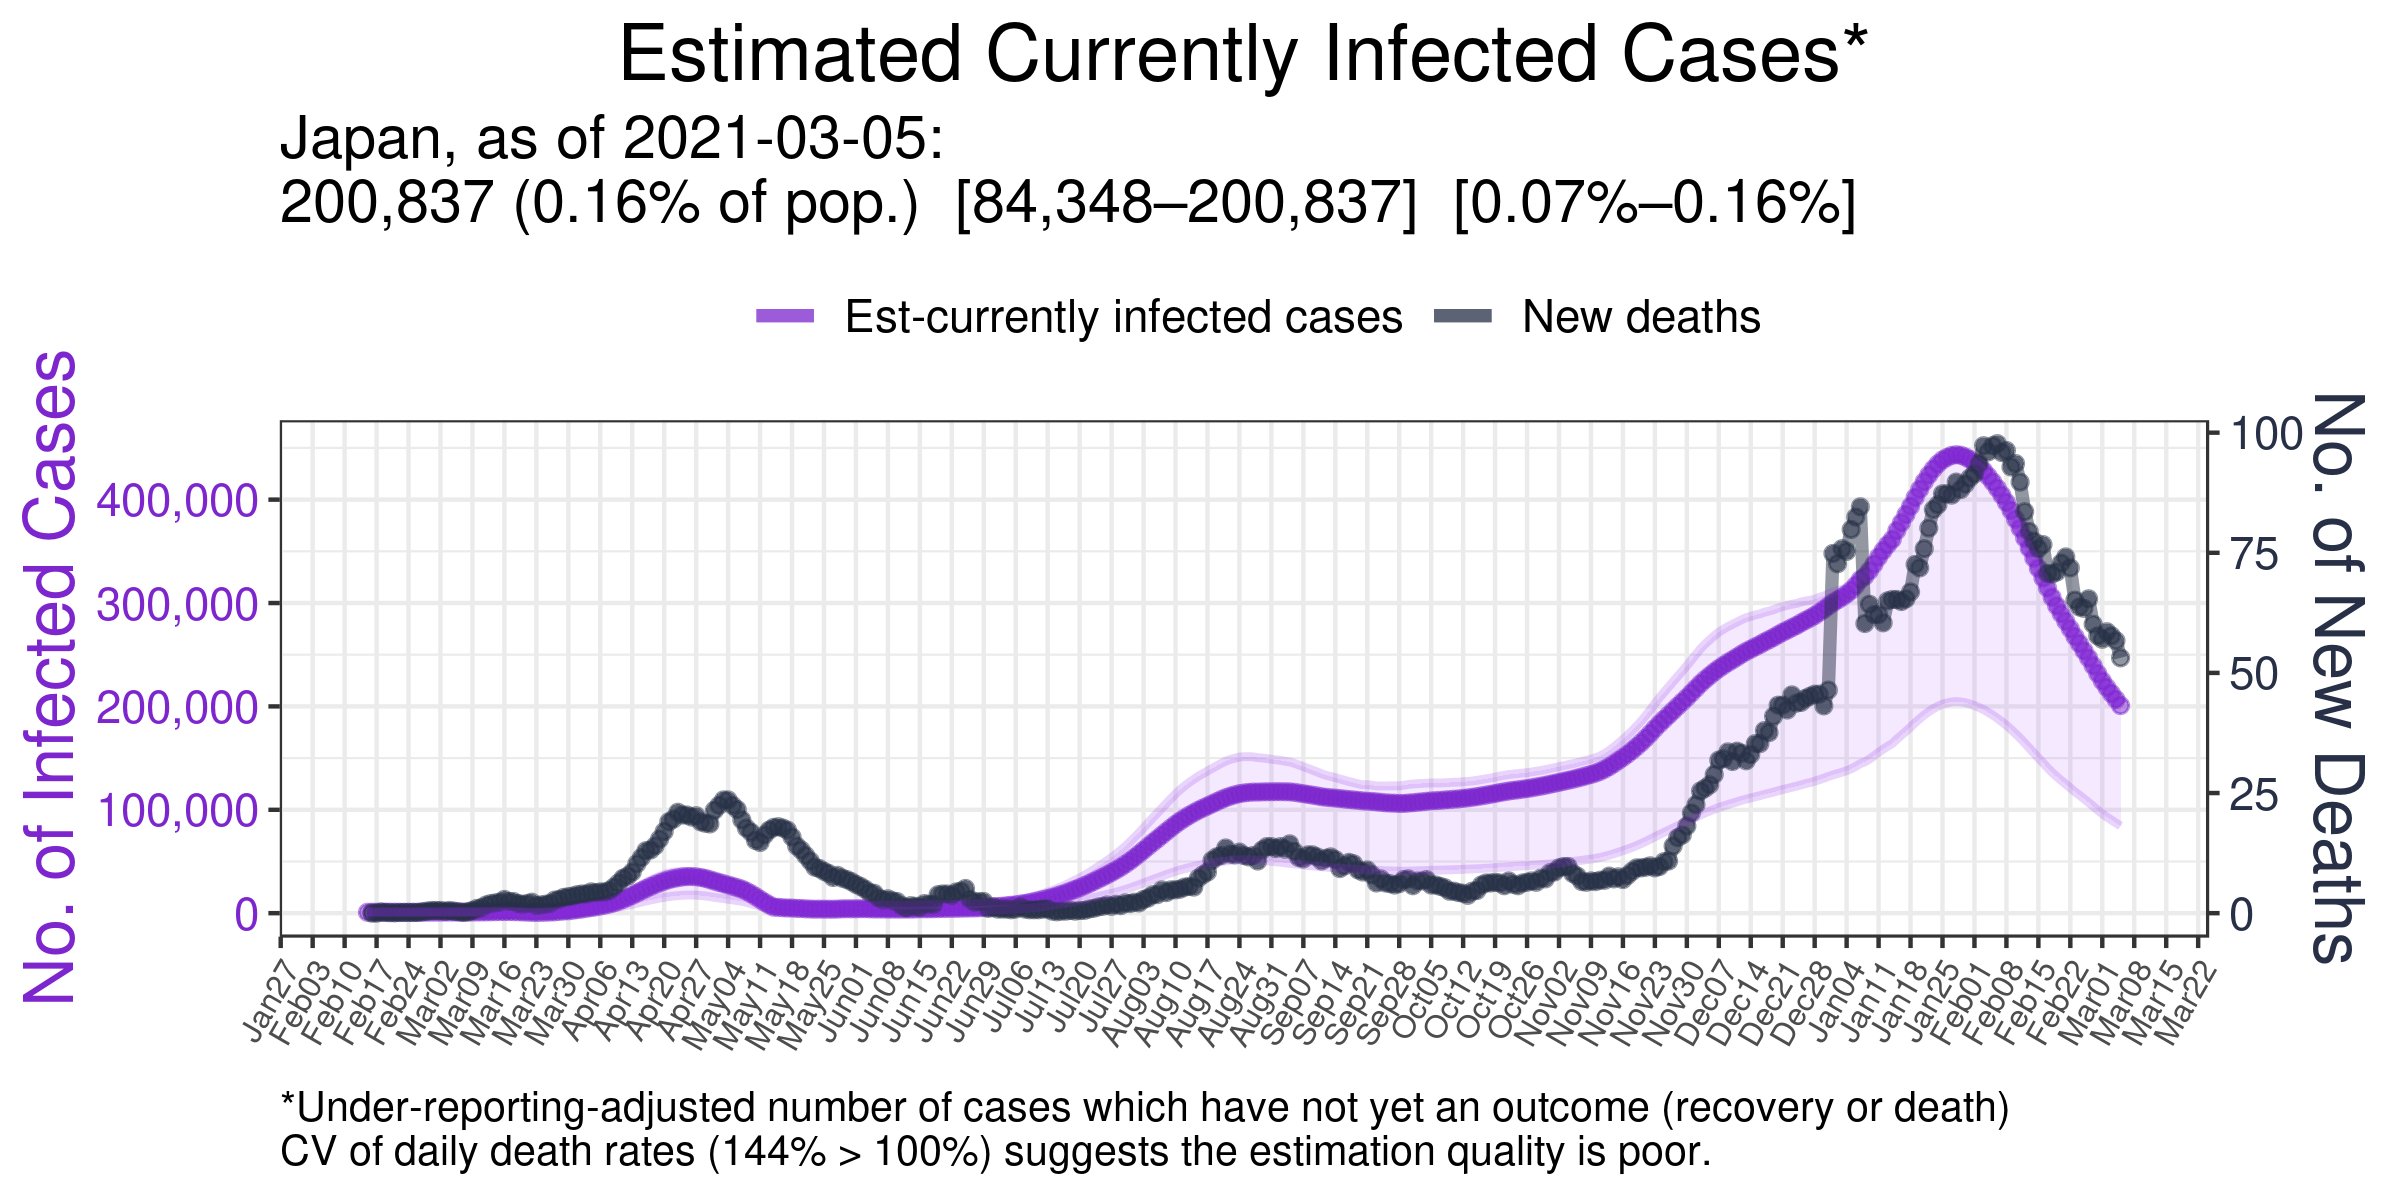 Estimated Currently Infected Cases*
Japan, as of 2021-03-05:
200,837 (0.16% of pop.)  [84,348–200,837]  [0.07%–0.16%]
Est-currently infected cases
New deaths
No. of Infected Cases
400,000
300,000
200,000
100,000
0
100
75
50
25
0
No. of New Deaths
Jan27
Feb03
Feb10
Feb17
Feb24
Mar02
Mar09
Mar16
Mar23
Mar30
Apr06
Apr13
Apr20
Apr27
May04
May11
May18
May25
Jun01
Jun08
Jun15
Jun22
Jun29
Jul06
Jul13
Jul20
Jul27
Aug03
Aug10
Aug17
Aug24
Aug31
Sep07
Sep14
Sep21
Sep28
Oct05
Oct12
Oct19
Oct26
Nov02
Nov09
Nov16
Nov23
Nov30
Dec07
Dec14
Dec21
Dec28
Jan04
Jan11
Jan18
Jan25
Feb01
Feb08
Feb15
Feb22
Mar01
Mar08
Mar15
Mar22
*Under-reporting-adjusted number of cases which have not yet an outcome (recovery or death)
CV of daily death rates (144% > 100%) suggests the estimation quality is poor.